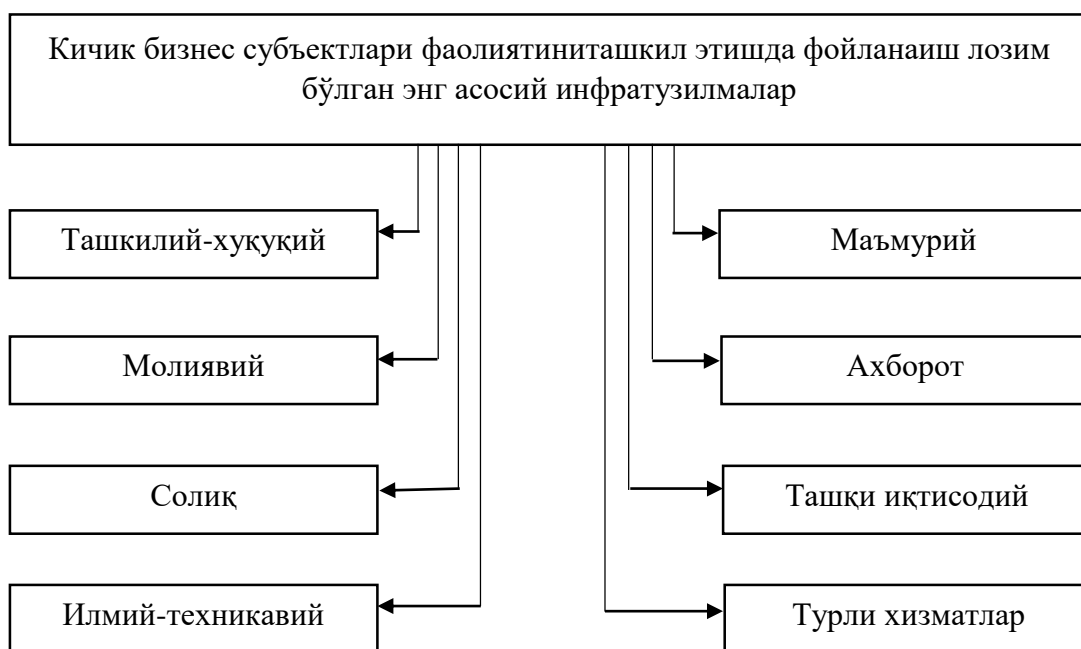 Кичик бизнес субъектлари фаолиятиниташкил этишда фойланаиш лозим
бўлган энг асосий инфратузилмалар
Ташкилий-хуқуқий
Маъмурий
Молиявий
Ахборот
Солиқ
Ташқи иқтисодий
Илмий-техникавий
Турли хизматлар